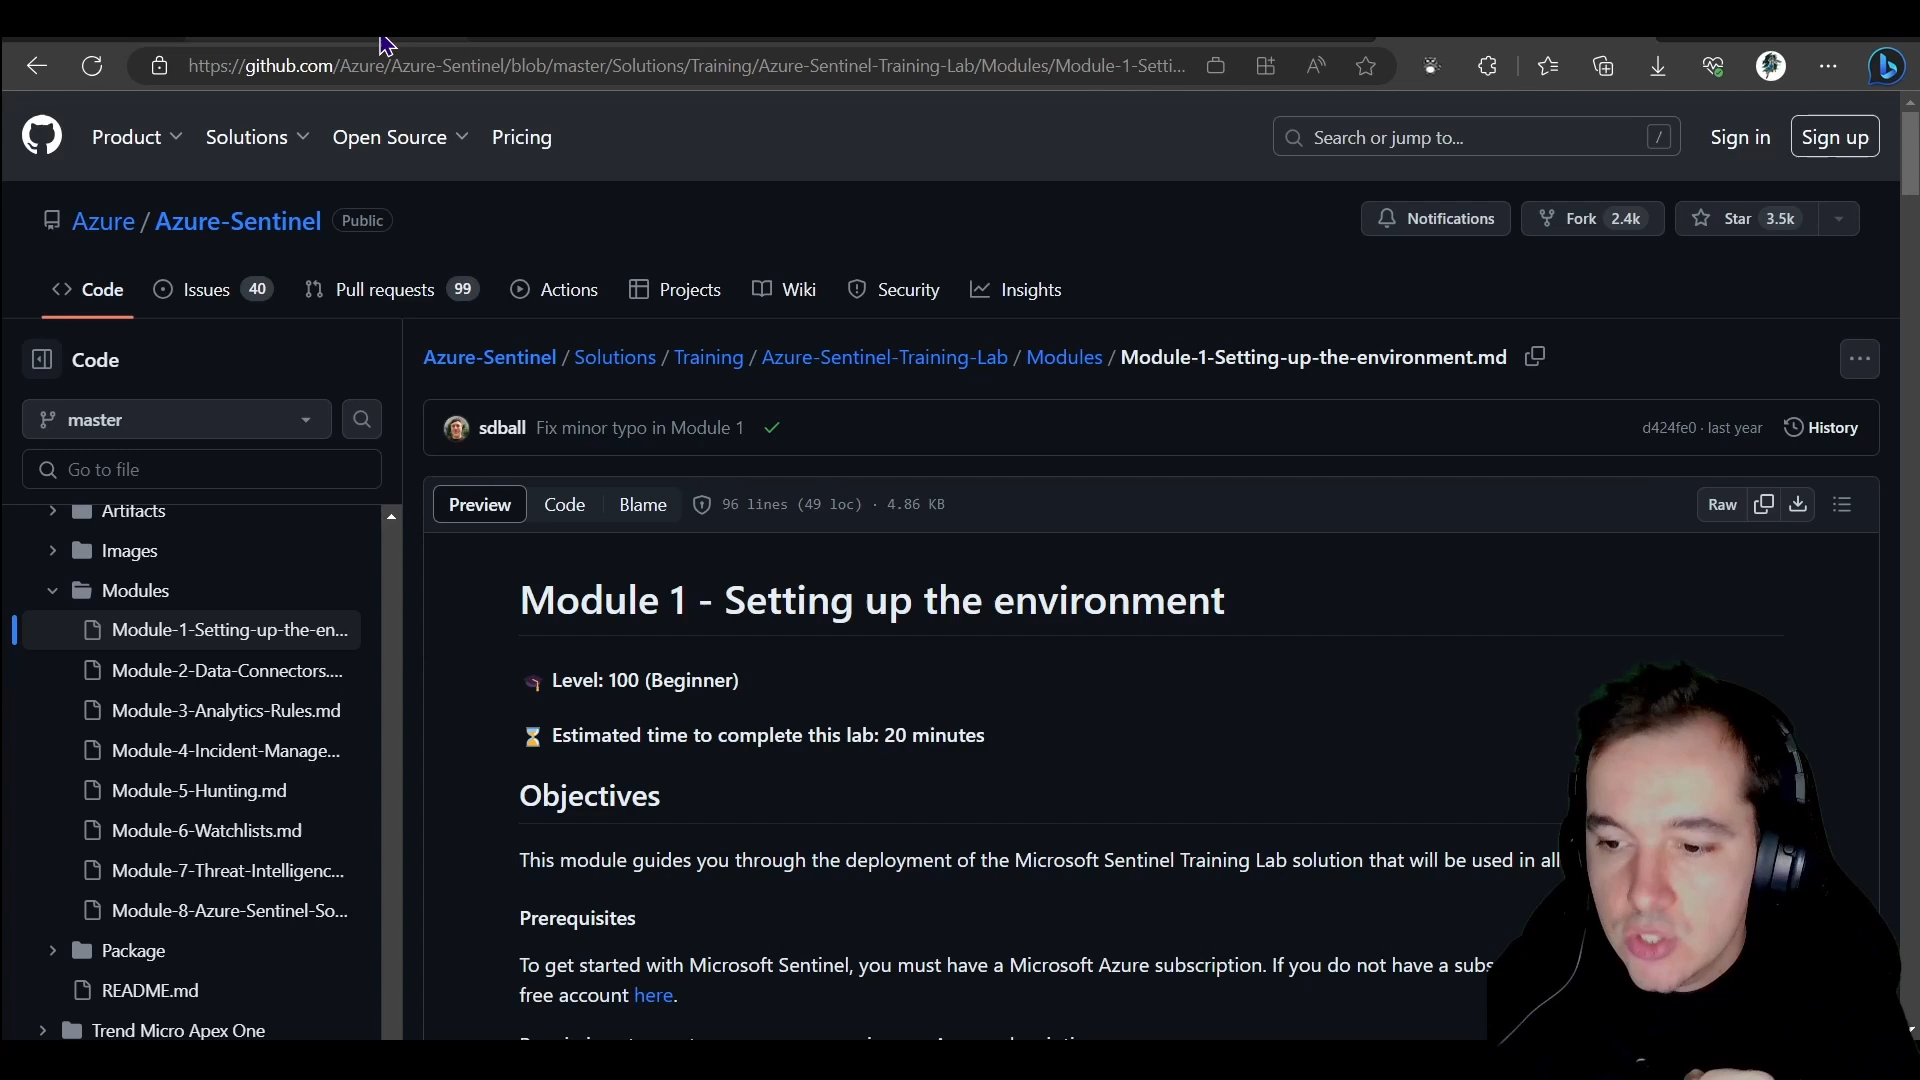 https://github.com/Azure/Azure-Sentinel/blob/master/Solutions/Training/Azure-Sentinel-Training-Lab/Modules/Module-1-Setti...
Product
Solutions
Open Source
Pricing
Search or jump to...
/
Sign in
Sign up
Azure / Azure-Sentinel
Public
Notifications
Fork 2.4k
Star 3.5k
Code
Issues 40
Pull requests 99
Actions
Projects
Wiki
Security
Insights
Code
master
Go to file
Artifacts
Images
Modules
Module-1-Setting-up-the-en...
Module-2-Data-Connectors....
Module-3-Analytics-Rules.md
Module-4-Incident-Manage...
Module-5-Hunting.md
Module-6-Watchlists.md
Module-7-Threat-Intelligenc...
Module-8-Azure-Sentinel-So...
Package
README.md
Trend Micro Apex One
Azure-Sentinel / Solutions / Training / Azure-Sentinel-Training-Lab / Modules / Module-1-Setting-up-the-environment.md
sdball Fix minor typo in Module 1
d424fe0 · last year
History
Preview
Code
Blame
96 lines (49 loc) · 4.86 KB
Raw
Module 1 - Setting up the environment
Level: 100 (Beginner)
Estimated time to complete this lab: 20 minutes
Objectives
This module guides you through the deployment of the Microsoft Sentinel Training Lab solution that will be used in all
Prerequisites
To get started with Microsoft Sentinel, you must have a Microsoft Azure subscription. If you do not have a subs
free account here.